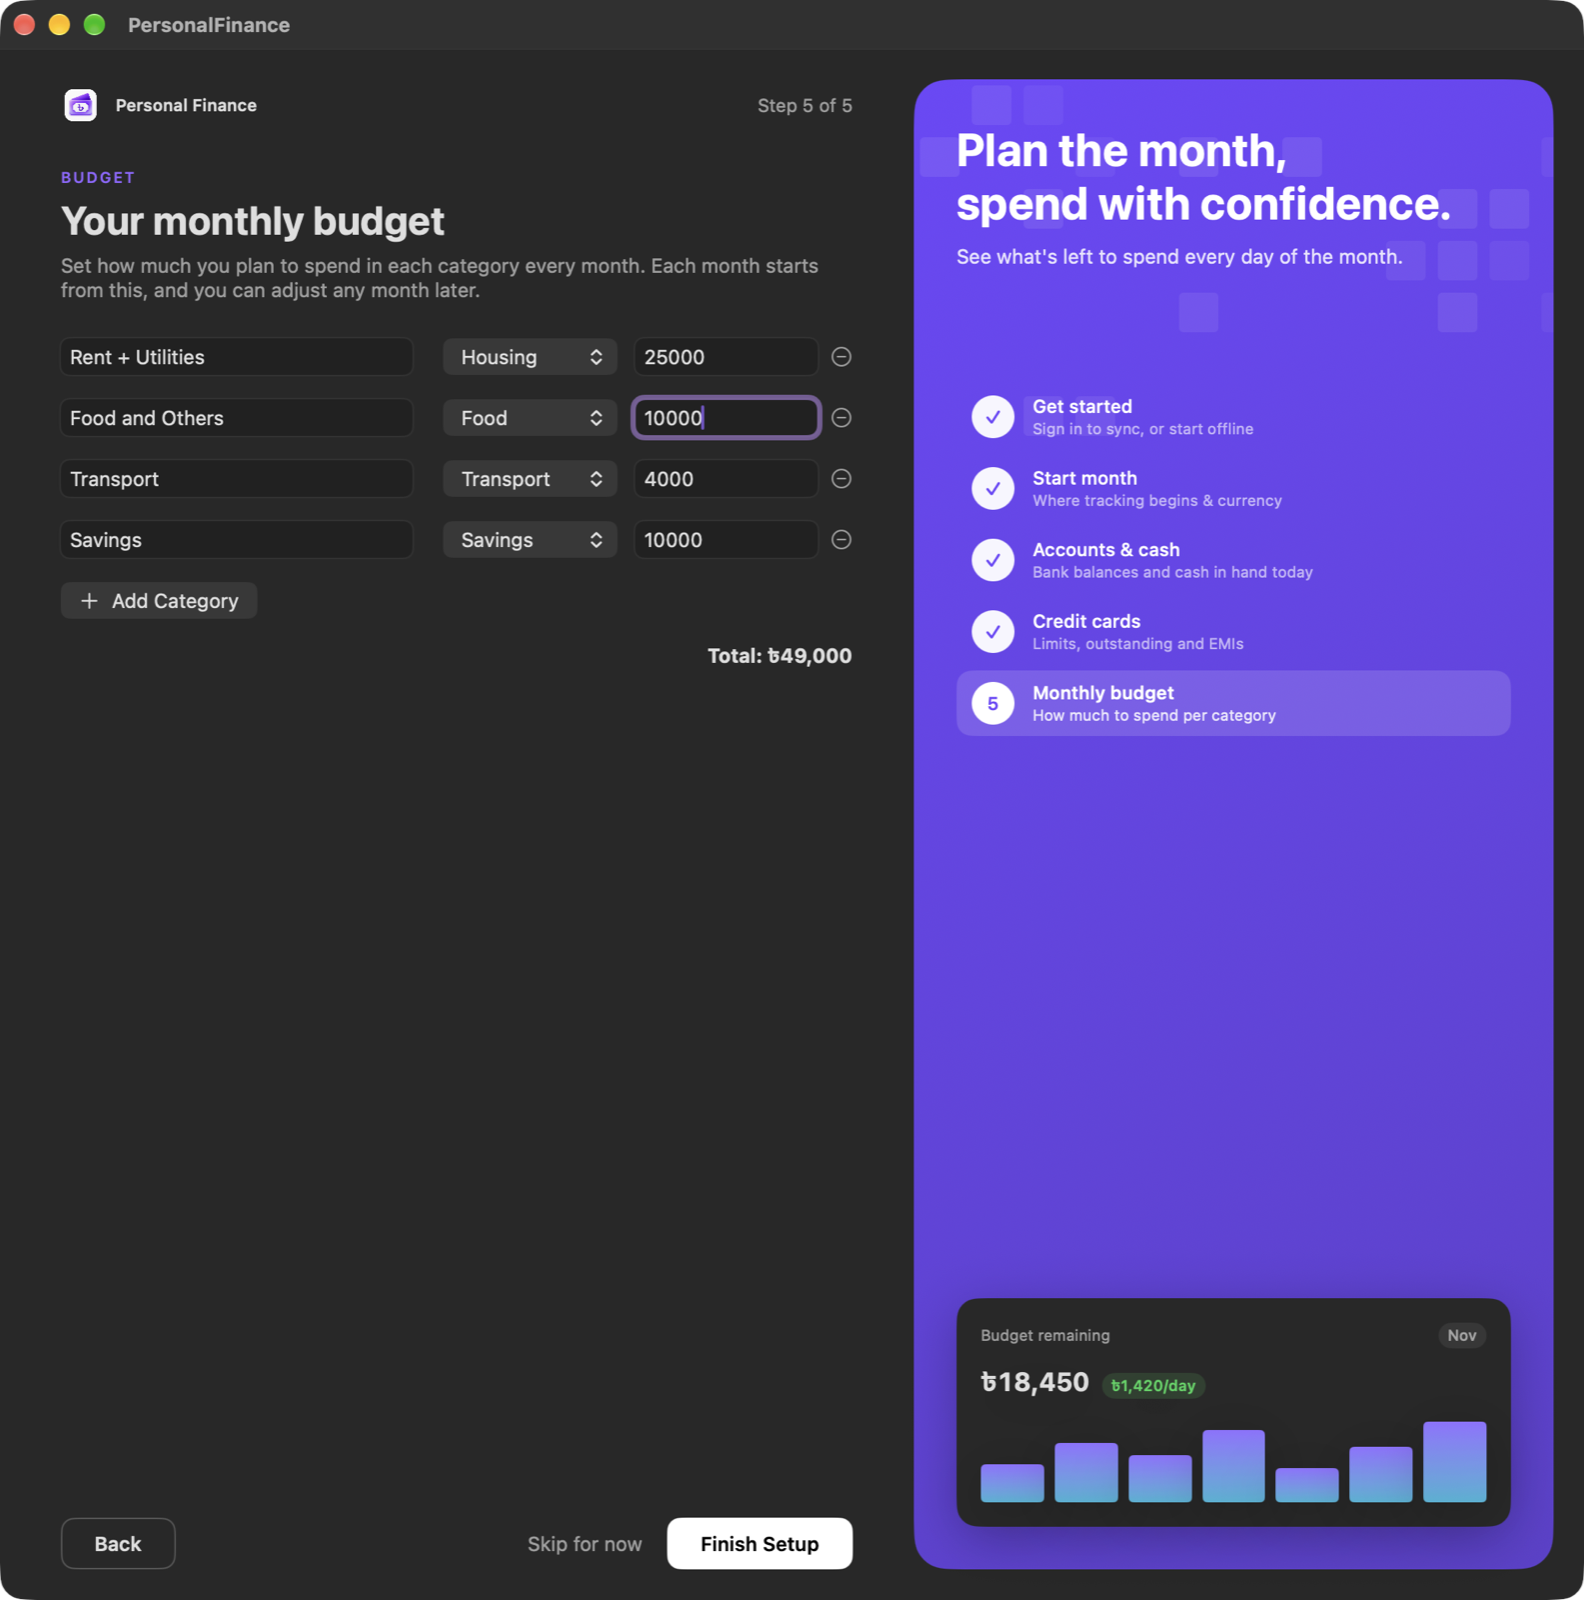 PersonalFinance
Personal Finance
Step 5 of 5
BUDGET
Your monthly budget
Set how much you plan to spend in each category every month. Each month starts
from this, and you can adjust any month later.
Rent + Utilities
Housing
25000
Food and Others
Food
10000
Transport
Transport
4000
Savings
Savings
10000
+ Add Category
Total: ৳49,000
Back
Skip for now
Finish Setup
Plan the month,
spend with confidence.
See what's left to spend every day of the month.
Get started
Sign in to sync, or start offline
Start month
Where tracking begins & currency
Accounts & cash
Bank balances and cash in hand today
Credit cards
Limits, outstanding and EMIs
5
Monthly budget
How much to spend per category
Budget remaining
Nov
৳18,450
৳1,420/day